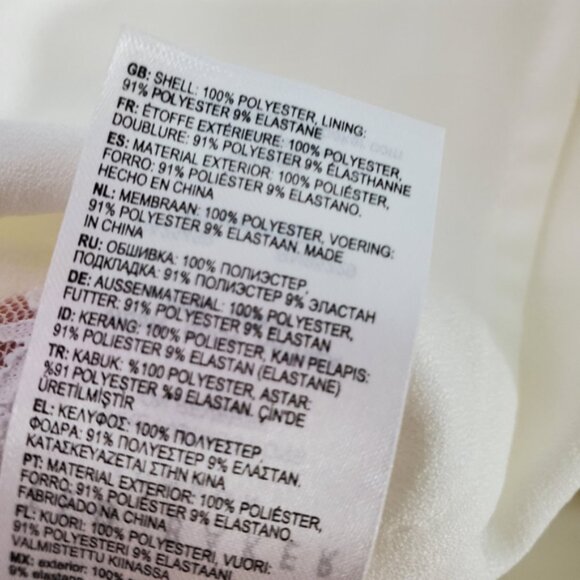 GB: SHELL: 100% POLYESTER, LINING:
91% POLYESTER 9% ELASTANE
FR: ÉTOFFE EXTÉRIEURE: 100% POLYESTER,
DOUBLURE: 91% POLYESTER 9% ÉLASTHANNE
ES: MATERIAL EXTERIOR: 100% POLIÉSTER,
FORRO: 91% POLIÉSTER 9% ELASTANO.
HECHO EN CHINA
NL: MEMBRAAN: 100% POLYESTER, VOERING:
91% POLYESTER 9% ELASTAAN. MADE
IN CHINA
RU: ОБШИВКА: 100% ПОЛИЭСТЕР,
ПОДКЛАДКА: 91% ПОЛИЭСТЕР 9% ЭЛАСТАН
DE: AUSSENMATERIAL: 100% POLYESTER,
FUTTER: 91% POLYESTER 9% ELASTAN
ID: KERANG: 100% POLIESTER, KAIN PELAPIS:
91% POLIESTER 9% ELASTAN (ELASTANE)
TR: KABUK: %100 POLYESTER, ASTAR:
%91 POLYESTER %9 ELASTAN. ÇİN'DE
ÜRETİLMİŞTİR
EL: ΚΕΛΥΦΟΣ: 100% ΠΟΛΥΕΣΤΕΡ,
ΦΟΔΡΑ: 91% ΠΟΛΥΕΣΤΕΡ 9% ΕΛΑΣΤΑΝ.
ΚΑΤΑΣΚΕΥΑΖΕΤΑΙ ΣΤΗΝ ΚΙΝΑ
PT: MATERIAL EXTERIOR: 100% POLIÉSTER,
FORRO: 91% POLIÉSTER 9% ELASTANO.
FABRICADO NA CHINA
FL: KUORI: 100% POLYESTERI, VUORI:
91% POLYESTERI 9% ELASTAANI.
VALMISTETTU KIINASSA
MX: exterior: 100%
9%